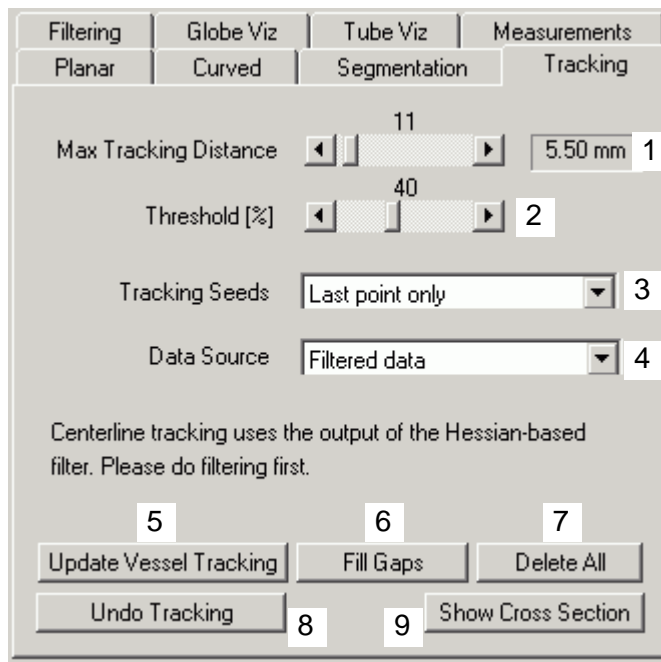 Filtering Globe Viz Tube Viz Measurements
Planar Curved Segmentation Tracking
11
Max Tracking Distance 5.50 mm 1
40
Threshold [%] 2
Tracking Seeds Last point only 3
Data Source Filtered data 4
Centerline tracking uses the output of the Hessian-based
filter. Please do filtering first.
5 6 7
Update Vessel Tracking Fill Gaps Delete All
Undo Tracking 8 9 Show Cross Section